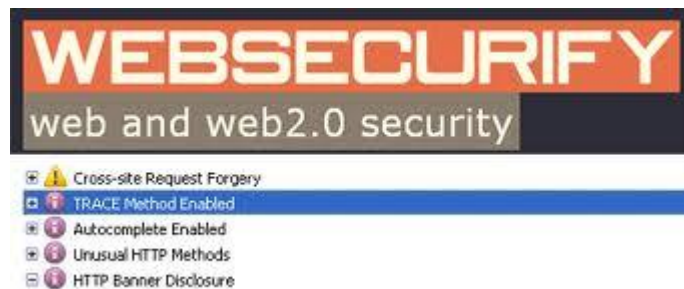 WEBSECURIFY
web and web2.0 security
Cross-site Request Forgery
TRACE Method Enabled
Autocomplete Enabled
Unusual HTTP Methods
HTTP Banner Disclosure